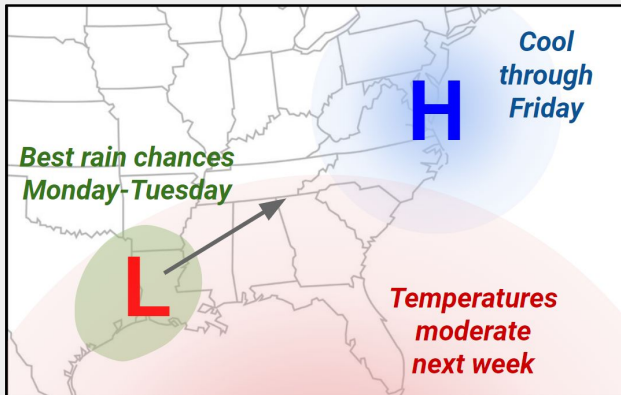 Cool
through
Friday
H
Best rain chances
Monday-Tuesday
L
Temperatures
moderate
next week